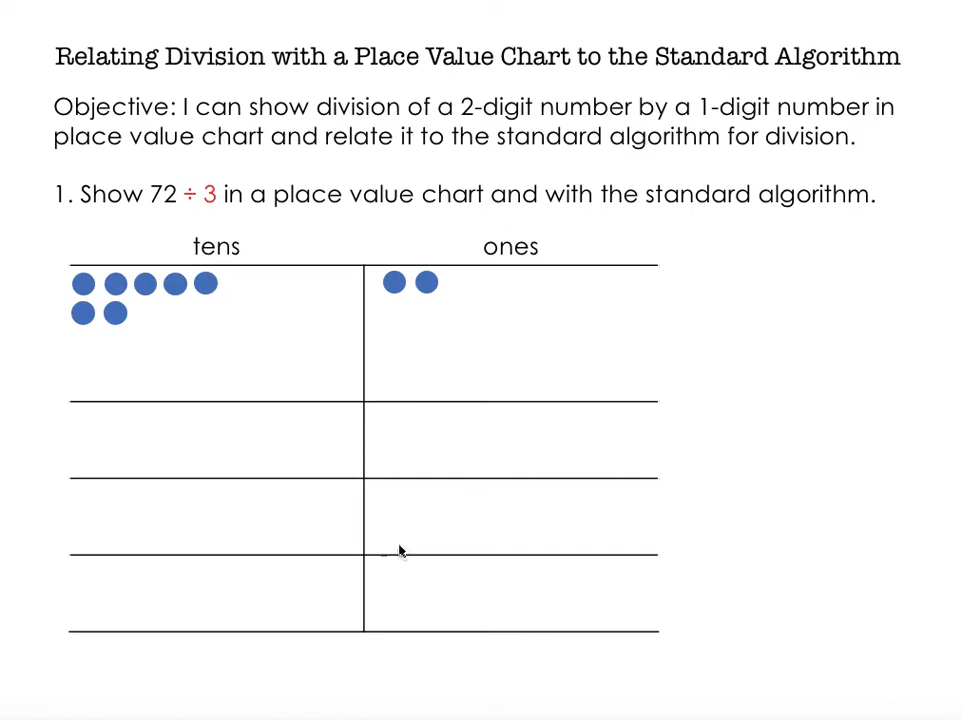 Relating Division with a Place Value Chart to the Standard Algorithm
Objective: I can show division of a 2-digit number by a 1-digit number in
place value chart and relate it to the standard algorithm for division.
1. Show 72 ÷ 3 in a place value chart and with the standard algorithm.
tens ones